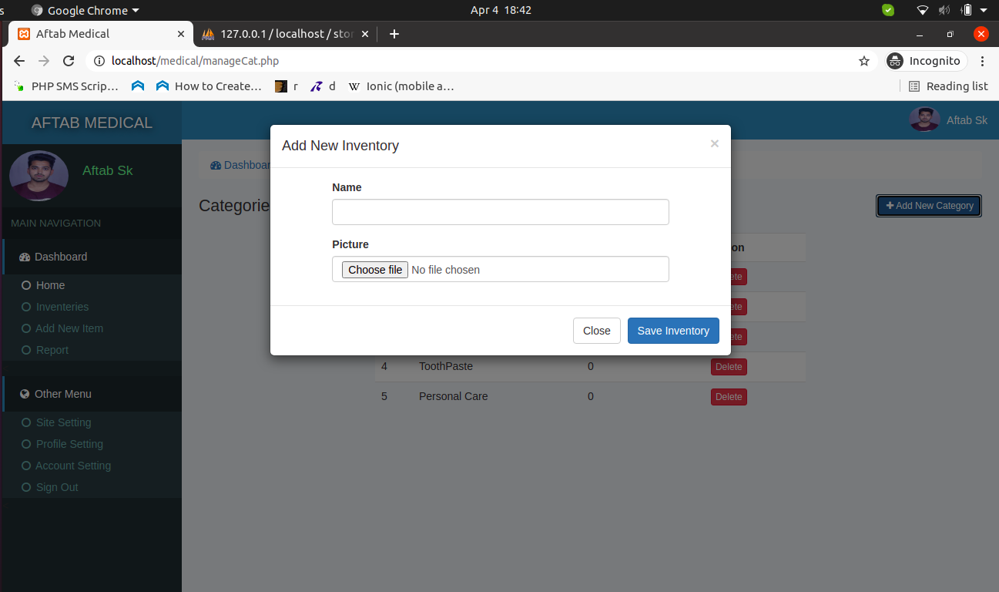 s Google Chrome Apr 4 18:42
Aftab Medical 127.0.0.1 / localhost / stor
localhost/medical/manageCat.php Incognito
PHP SMS Scrip… How to Create… r d W Ionic (mobile a… Reading list
AFTAB MEDICAL Aftab Sk
Aftab Sk
MAIN NAVIGATION
Dashboard
Home
Inventeries
Add New Item
Report
Other Menu
Site Setting
Profile Setting
Account Setting
Sign Out
Dashboar
Categorie
+ Add New Category
Add New Inventory ×
Name
Picture
Choose file No file chosen
Close Save Inventory
on
ete
ete
ete
4 ToothPaste 0 Delete
5 Personal Care 0 Delete